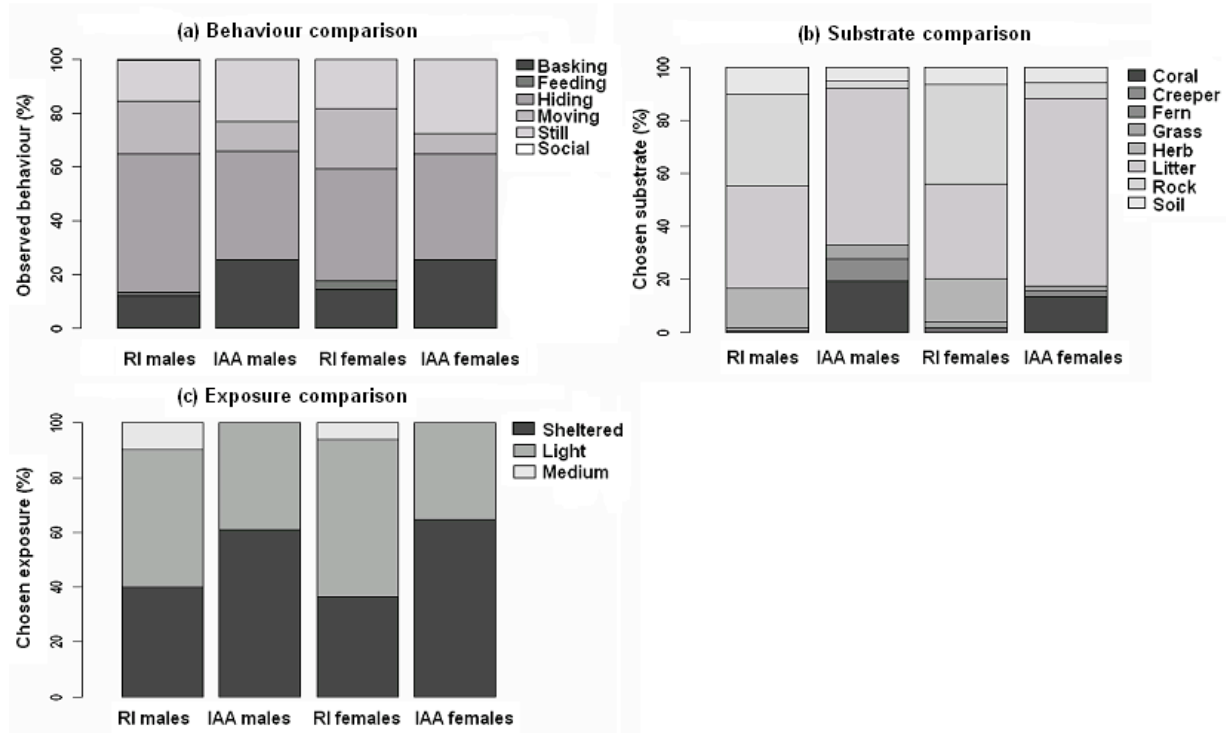 (a) Behaviour comparison
Observed behaviour (%)
100
80
60
40
20
0
RI males IAA males RI females IAA females
Basking
Feeding
Hiding
Moving
Still
Social
(b) Substrate comparison
Chosen substrate (%)
100
80
60
40
20
0
RI males IAA males RI females IAA females
Coral
Creeper
Fern
Grass
Herb
Litter
Rock
Soil
(c) Exposure comparison
Chosen exposure (%)
100
80
60
40
20
0
RI males IAA males RI females IAA females
Sheltered
Light
Medium